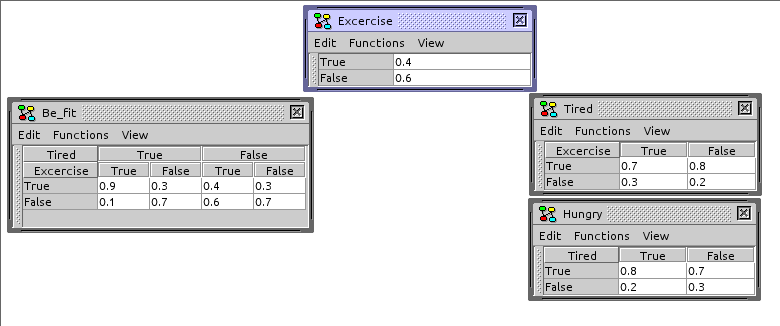 Excercise
Edit Functions View
True 0.4
False 0.6
Be_fit
Edit Functions View
Tired True False
Excercise True False True False
True 0.9 0.3 0.4 0.3
False 0.1 0.7 0.6 0.7
Tired
Edit Functions View
Excercise True False
True 0.7 0.8
False 0.3 0.2
Hungry
Edit Functions View
Tired True False
True 0.8 0.7
False 0.2 0.3